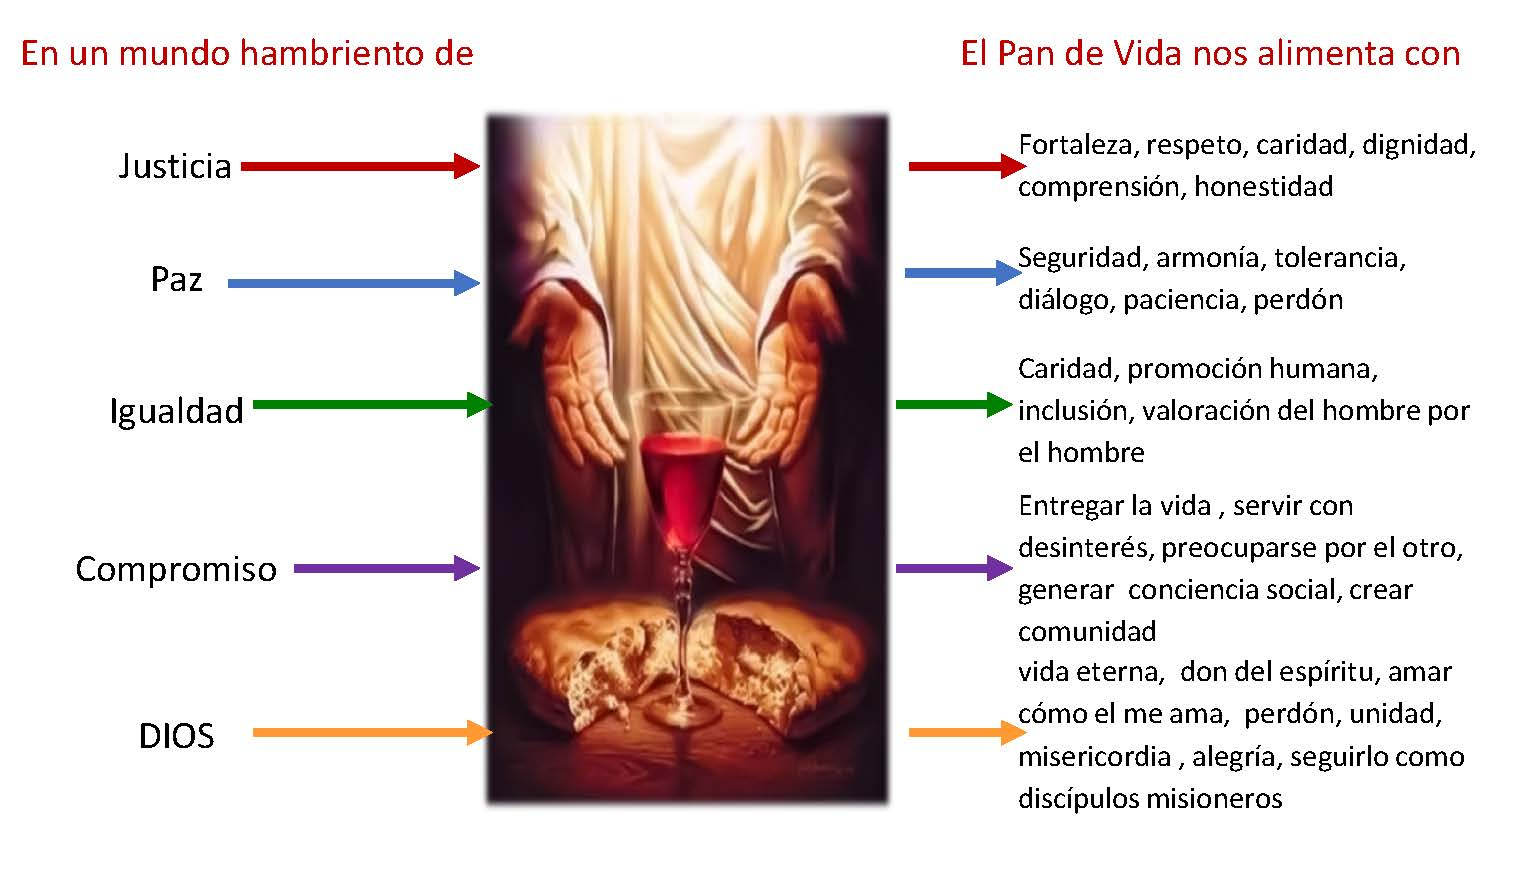 En un mundo hambriento de
El Pan de Vida nos alimenta con
Justicia
Fortaleza, respeto, caridad, dignidad,
comprensión, honestidad
Paz
Seguridad, armonía, tolerancia,
diálogo, paciencia, perdón
Igualdad
Caridad, promoción humana,
inclusión, valoración del hombre por
el hombre
Compromiso
Entregar la vida , servir con
desinterés, preocuparse por el otro,
generar  conciencia social, crear
comunidad
DIOS
vida eterna,  don del espíritu, amar
cómo el me ama,  perdón, unidad,
misericordia , alegría, seguirlo como
discípulos misioneros